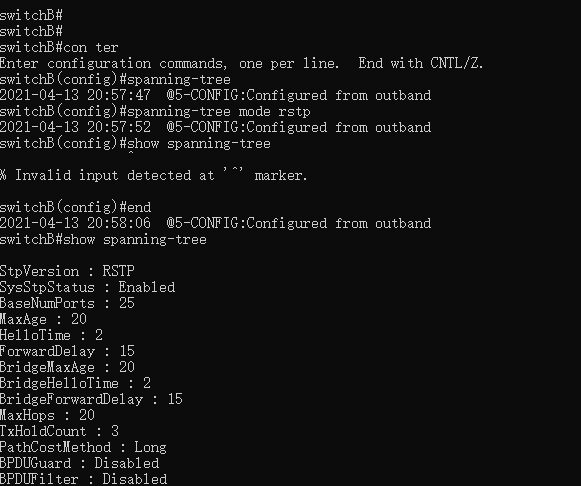 switchB#
switchB#
switchB#con ter
Enter configuration commands, one per line.  End with CNTL/Z.
switchB(config)#spanning-tree
2021-04-13 20:57:47  @5-CONFIG:Configured from outband
switchB(config)#spanning-tree mode rstp
2021-04-13 20:57:52  @5-CONFIG:Configured from outband
switchB(config)#show spanning-tree
^
% Invalid input detected at '^' marker.
switchB(config)#end
2021-04-13 20:58:06  @5-CONFIG:Configured from outband
switchB#show spanning-tree
StpVersion : RSTP
SysStpStatus : Enabled
BaseNumPorts : 25
MaxAge : 20
HelloTime : 2
ForwardDelay : 15
BridgeMaxAge : 20
BridgeHelloTime : 2
BridgeForwardDelay : 15
MaxHops : 20
TxHoldCount : 3
PathCostMethod : Long
BPDUGuard : Disabled
BPDUFilter : Disabled